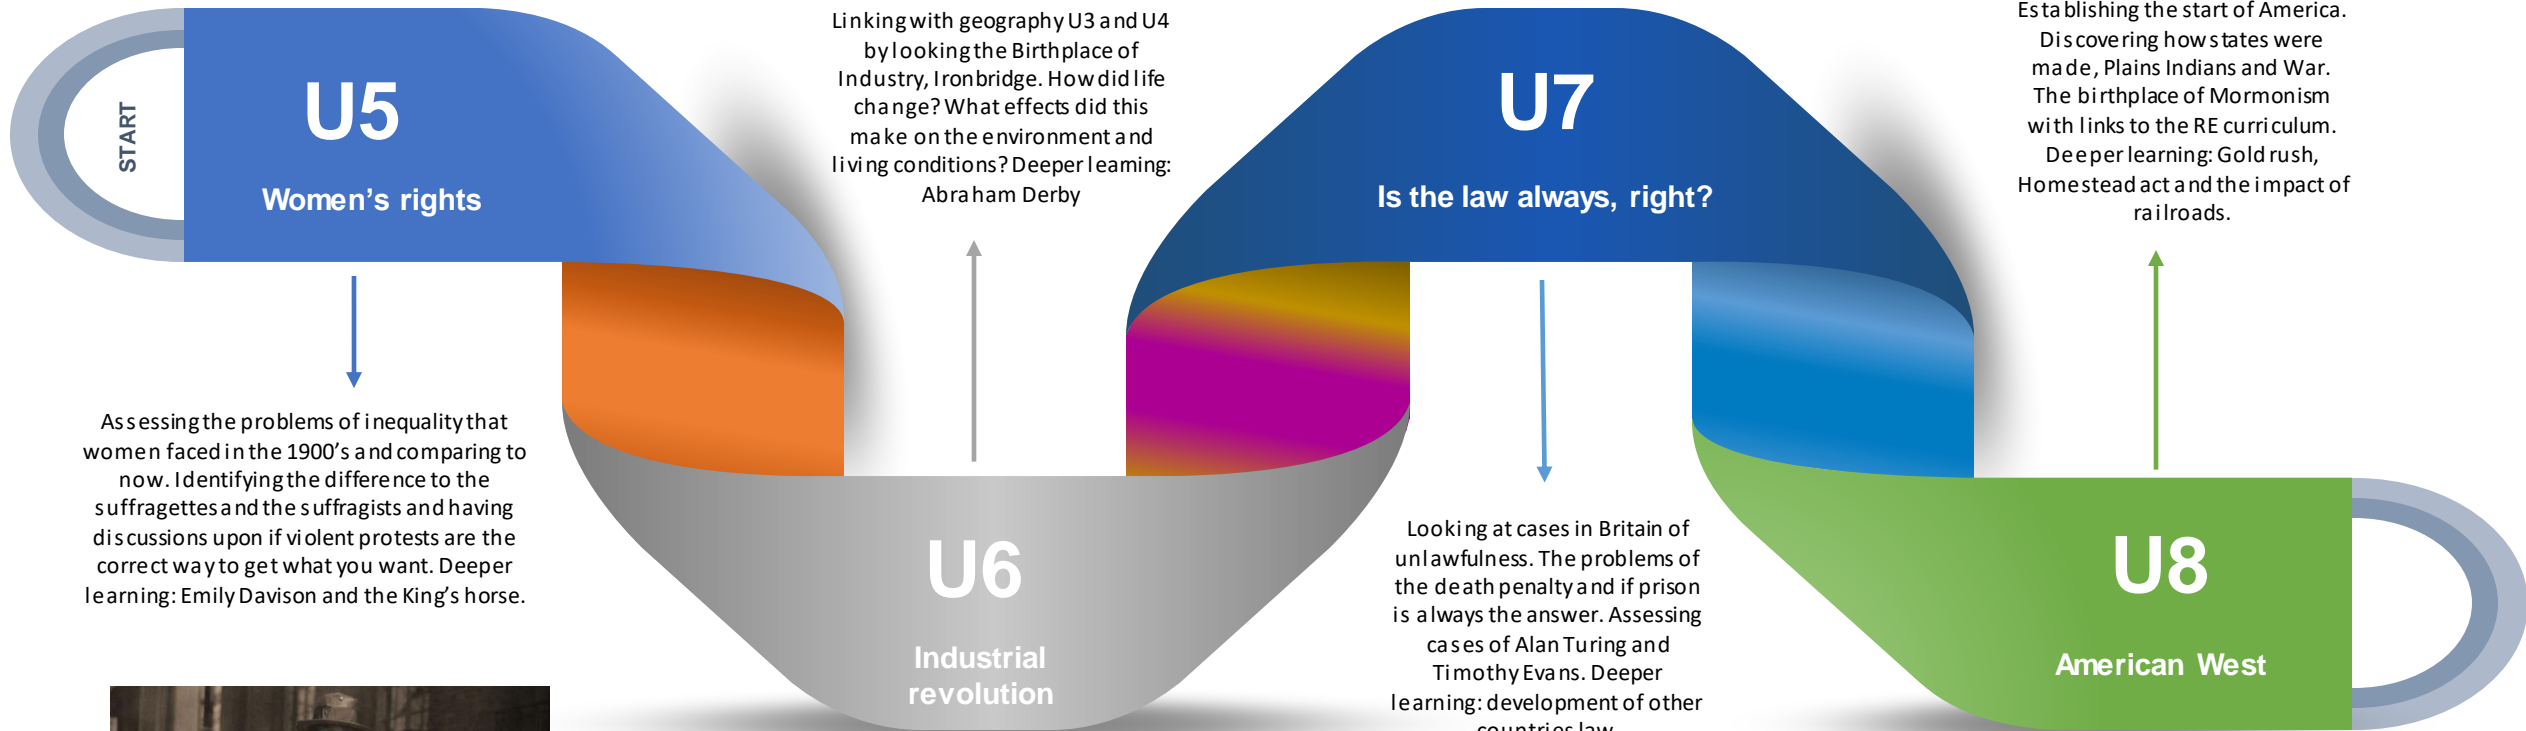 START
U5
Women’s rights
Assessing the problems of inequality that
women faced in the 1900’s and comparing to
now. Identifying the difference to the
suffragettes and the suffragists and having
discussions upon if violent protests are the
correct way to get what you want. Deeper
learning: Emily Davison and the King’s horse.
Linking with geography U3 and U4
by looking the Birthplace of
Industry, Ironbridge. How did life
change? What effects did this
make on the environment and
living conditions? Deeper learning:
Abraham Derby
U6
Industrial
revolution
U7
Is the law always, right?
Looking at cases in Britain of
unlawfulness. The problems of
the death penalty and if prison
is always the answer. Assessing
cases of Alan Turing and
Timothy Evans. Deeper
learning: development of other
countries law
Establishing the start of America.
Discovering how states were
made, Plains Indians and War.
The birthplace of Mormonism
with links to the RE curriculum.
Deeper learning: Gold rush,
Homestead act and the impact of
railroads.
U8
American West